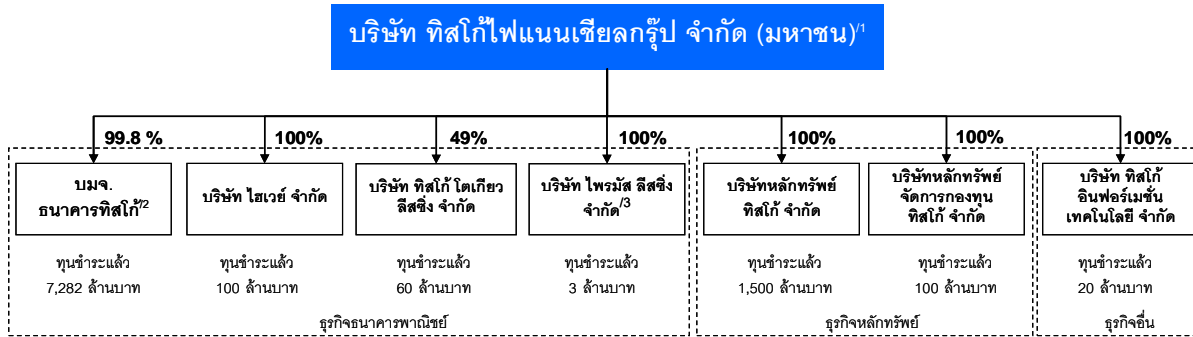 บริษัท ทิสโก้ไฟแนนเชียลกรุ๊ป จำกัด (มหาชน)/1
99.8 %
100%
49%
100%
100%
100%
100%
บมจ.
ธนาคารทิสโก้/2
บริษัท ไฮเวย์ จำกัด
บริษัท ทิสโก้ โตเกียว
ลีสซิ่ง จำกัด
บริษัท ไพรมัส ลีสซิ่ง
จำกัด/3
บริษัทหลักทรัพย์
ทิสโก้ จำกัด
บริษัทหลักทรัพย์
จัดการกองทุน
ทิสโก้ จำกัด
บริษัท ทิสโก้
อินฟอร์เมชั่น
เทคโนโลยี จำกัด
ทุนชำระแล้ว
7,282 ล้านบาท
ทุนชำระแล้ว
100 ล้านบาท
ทุนชำระแล้ว
60 ล้านบาท
ทุนชำระแล้ว
3 ล้านบาท
ทุนชำระแล้ว
1,500 ล้านบาท
ทุนชำระแล้ว
100 ล้านบาท
ทุนชำระแล้ว
20 ล้านบาท
ธุรกิจธนาคารพาณิชย์
ธุรกิจหลักทรัพย์
ธุรกิจอื่น